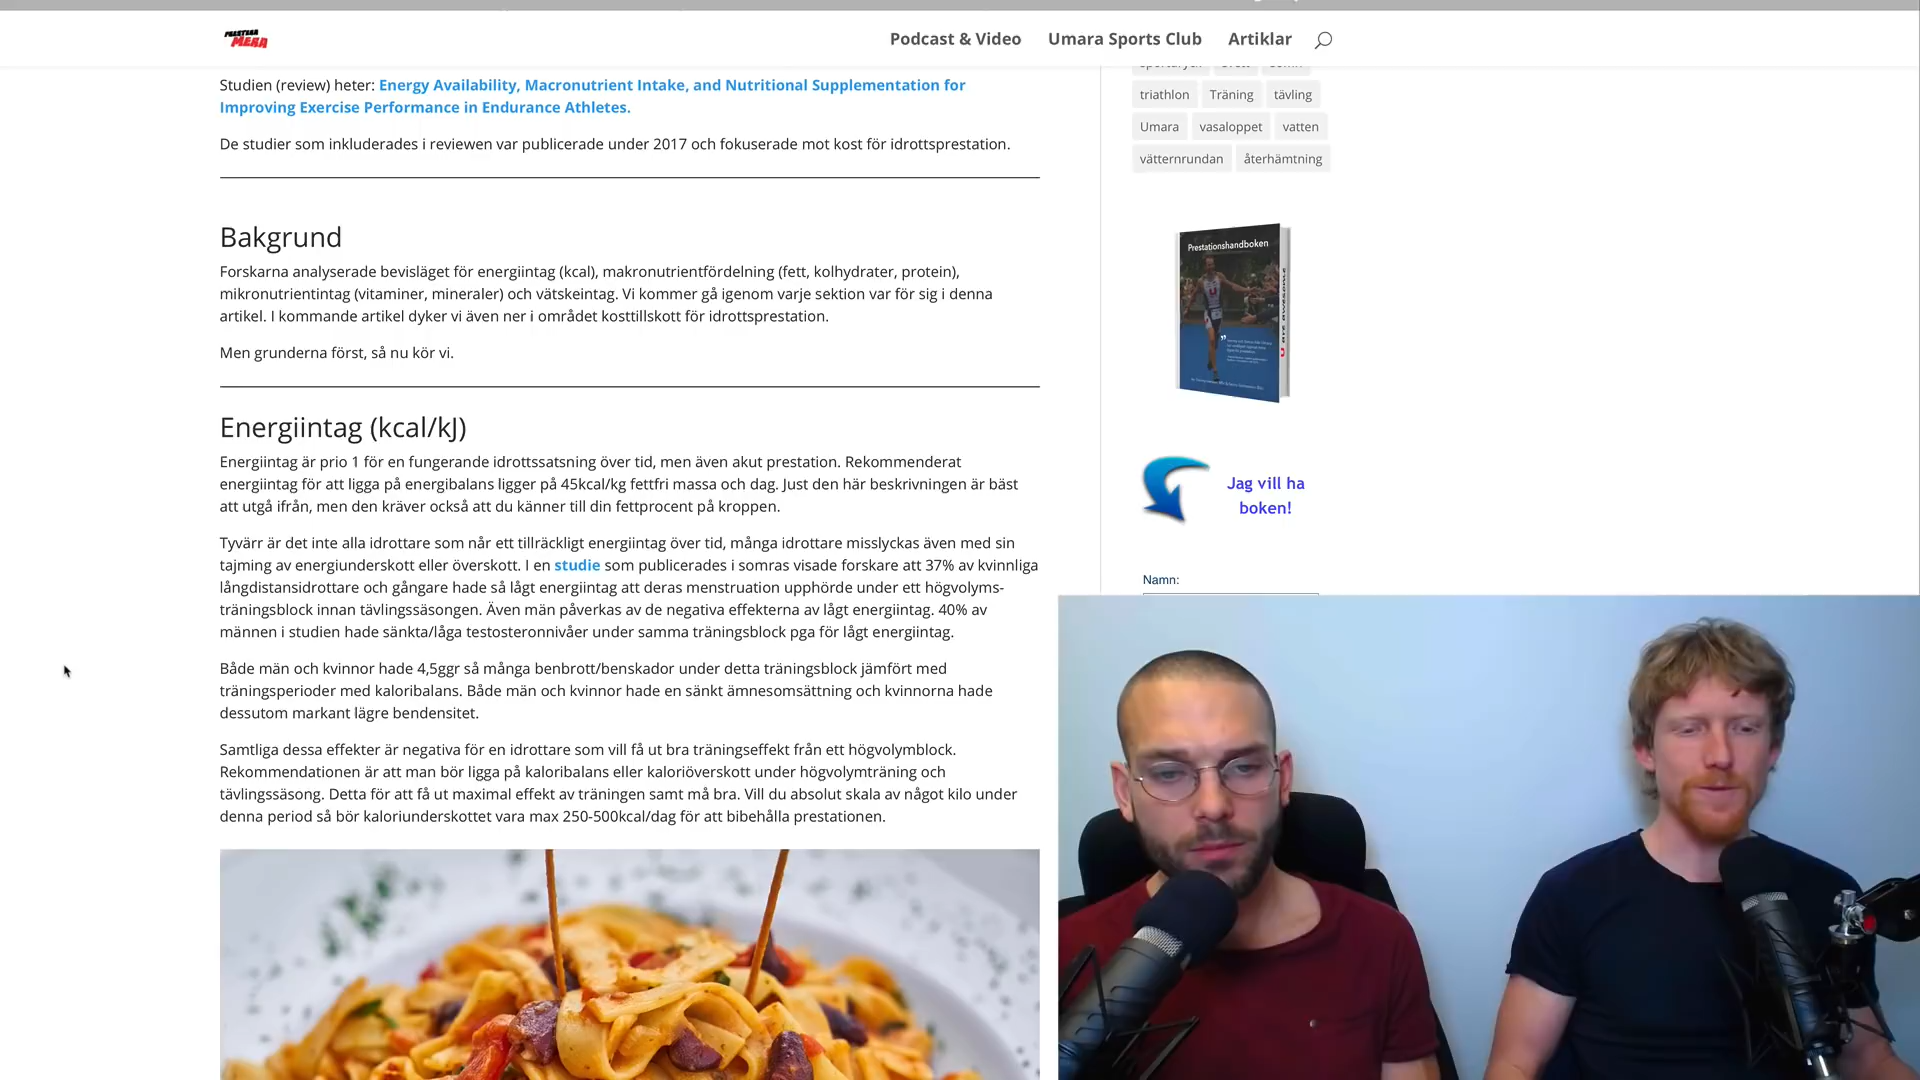 PRESTERA
MERA
Podcast & Video
Umara Sports Club
Artiklar
Studien (review) heter: Energy Availability, Macronutrient Intake, and Nutritional Supplementation for
Improving Exercise Performance in Endurance Athletes.
De studier som inkluderades i reviewen var publicerade under 2017 och fokuserade mot kost för idrottsprestation.
Bakgrund
Forskarna analyserade bevisläget för energiintag (kcal), makronutrientfördelning (fett, kolhydrater, protein),
mikronutrientintag (vitaminer, mineraler) och vätskeintag. Vi kommer gå igenom varje sektion var för sig i denna
artikel. I kommande artikel dyker vi även ner i området kosttillskott för idrottsprestation.
Men grunderna först, så nu kör vi.
Energiintag (kcal/kJ)
Energiintag är prio 1 för en fungerande idrottssatsning över tid, men även akut prestation. Rekommenderat
energiintag för att ligga på energibalans ligger på 45kcal/kg fettfri massa och dag. Just den här beskrivningen är bäst
att utgå ifrån, men den kräver också att du känner till din fettprocent på kroppen.
Tyvärr är det inte alla idrottare som når ett tillräckligt energiintag över tid, många idrottare misslyckas även med sin
tajming av energiunderskott eller överskott. I en studie som publicerades i somras visade forskare att 37% av kvinnliga
långdistansidrottare och gångare hade så lågt energiintag att deras menstruation upphörde under ett högvolyms-
träningsblock innan tävlingssäsongen. Även män påverkas av de negativa effekterna av lågt energiintag. 40% av
männen i studien hade sänkta/låga testosteronnivåer under samma träningsblock pga för lågt energiintag.
Både män och kvinnor hade 4,5ggr så många benbrott/benskador under detta träningsblock jämfört med
träningsperioder med kaloribalans. Både män och kvinnor hade en sänkt ämnesomsättning och kvinnorna hade
dessutom markant lägre bendensitet.
Samtliga dessa effekter är negativa för en idrottare som vill få ut bra träningseffekt från ett högvolymblock.
Rekommendationen är att man bör ligga på kaloribalans eller kaloriöverskott under högvolymträning och
tävlingssäsong. Detta för att få ut maximal effekt av träningen samt må bra. Vill du absolut skala av något kilo under
denna period så bör kaloriunderskottet vara max 250-500kcal/dag för att bibehålla prestationen.
triathlon
Träning
tävling
Umara
vasaloppet
vatten
vätternrundan
återhämtning
Prestationshandboken
U are awesome
Jag vill ha
boken!
Namn: